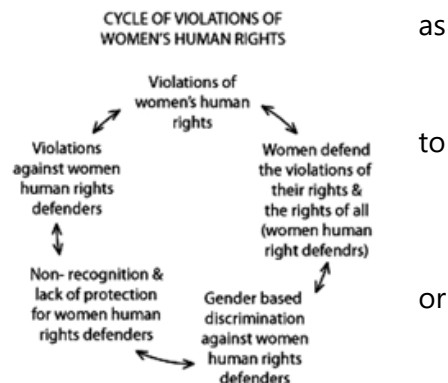 CYCLE OF VIOLATIONS OF
WOMEN'S HUMAN RIGHTS
Violations of
women's human
rights
Women defend
the violations of
their rights &
the rights of all
(women human
right defendrs)
Gender based
discrimination
against women
human rights
defenders
Non- recognition &
lack of protection
for women human
rights defenders
Violations
against women
human rights
defenders
as
to
or